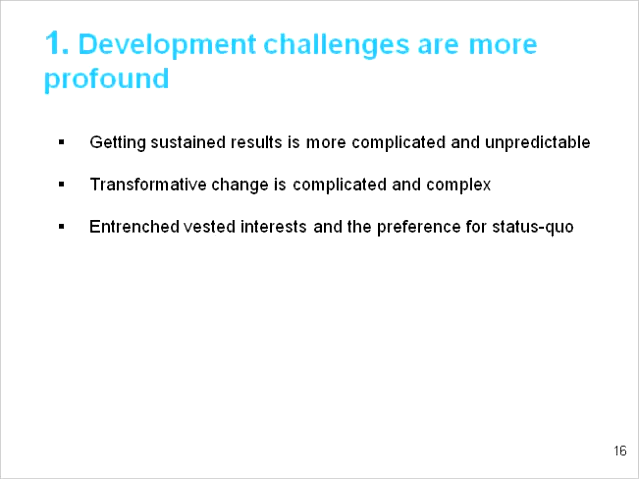 1. Development challenges are more
profound
▪ Getting sustained results is more complicated and unpredictable
▪ Transformative change is complicated and complex
▪ Entrenched vested interests and the preference for status-quo
16